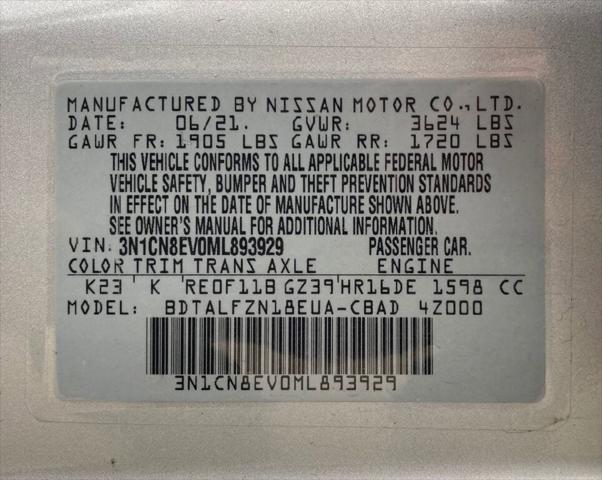 MANUFACTURED BY NISSAN MOTOR CO., LTD.
DATE: 06/21. GVWR: 3624 LBS
GAWR FR: 1905 LBS GAWR RR: 1720 LBS
THIS VEHICLE CONFORMS TO ALL APPLICABLE FEDERAL MOTOR
VEHICLE SAFETY, BUMPER AND THEFT PREVENTION STANDARDS
IN EFFECT ON THE DATE OF MANUFACTURE SHOWN ABOVE.
SEE OWNER'S MANUAL FOR ADDITIONAL INFORMATION.
VIN: 3N1CN8EV0ML893929 PASSENGER CAR.
COLOR TRIM TRANS AXLE ENGINE
K23 ' K 'RE0F11B GZ39'HR16DE 1598 CC
MODEL: BDTALFZN18EUA-CBAD 4Z000
3N1CN8EV0ML893929